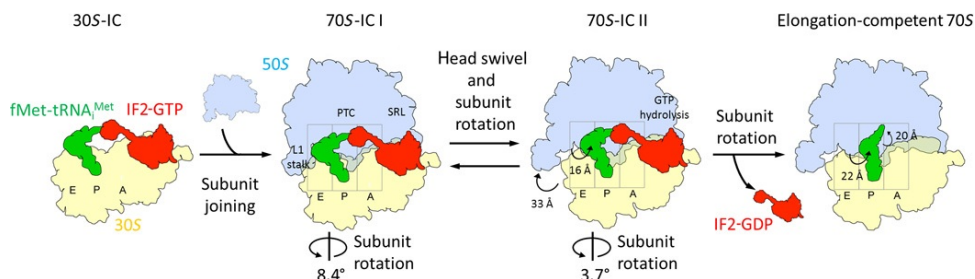 30S-IC
70S-IC I
70S-IC II
Elongation-competent 70S
50S
fMet-tRNAiMet
IF2-GTP
E P A
30S
Subunit
joining
PTC
SRL
L1
stalk
E P A
Subunit
rotation
8.4°
Head swivel
and
subunit
rotation
GTP
hydrolysis
16 Å
33 Å
E P A
Subunit
rotation
3.7°
Subunit
rotation
IF2-GDP
20 Å
22 Å
E P A